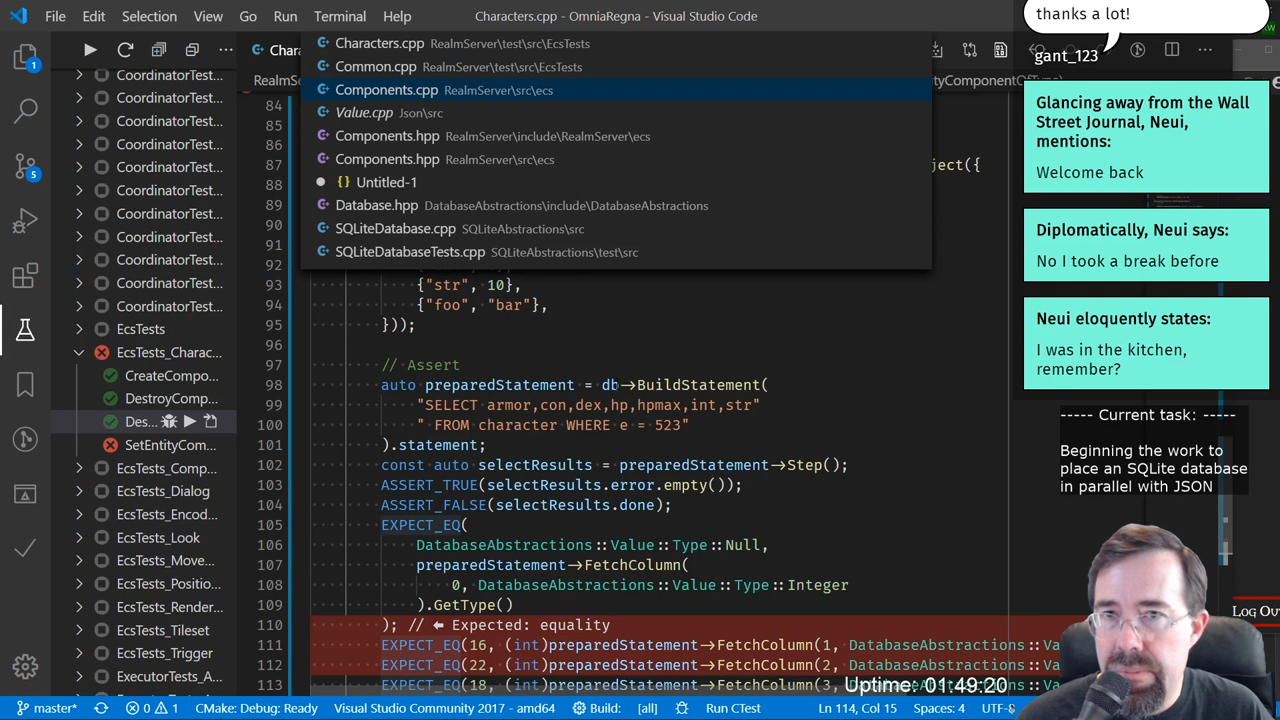 File Edit Selection View Go Run Terminal Help
Characters.cpp - OmniaRegna - Visual Studio Code
Chara
RealmSe
Characters.cpp RealmServer\test\src\EcsTests
Common.cpp RealmServer\test\src\EcsTests
Components.cpp RealmServer\src\ecs
Value.cpp Json\src
Components.hpp RealmServer\include\RealmServer\ecs
Components.hpp RealmServer\src\ecs
{} Untitled-1
Database.hpp DatabaseAbstractions\include\DatabaseAbstractions
SQLiteDatabase.cpp SQLiteAbstractions\src
SQLiteDatabaseTests.cpp SQLiteAbstractions\test\src
tyComponentOfType
CoordinatorTest...
CoordinatorTest...
CoordinatorTest...
CoordinatorTest...
CoordinatorTest...
CoordinatorTest...
CoordinatorTest...
CoordinatorTest...
CoordinatorTest...
CoordinatorTest...
CoordinatorTest...
EcsTests
EcsTests_Charac...
CreateCompo...
DestroyComp...
Des...
SetEntityCom...
EcsTests_Comp...
EcsTests_Dialog
EcsTests_Encod...
EcsTests_Look
EcsTests_Move...
EcsTests_Positio...
EcsTests_Render...
EcsTests_Tileset
EcsTests_Trigger
ExecutorTests_A...
84
85
86
87 ject({
88
89
90
91
92
93 {"str", 10},
94 {"foo", "bar"},
95 }));
96
97 // Assert
98 auto preparedStatement = db->BuildStatement(
99 "SELECT armor,con,dex,hp,hpmax,int,str"
100 " FROM character WHERE e = 523"
101 ).statement;
102 const auto selectResults = preparedStatement->Step();
103 ASSERT_TRUE(selectResults.error.empty());
104 ASSERT_FALSE(selectResults.done);
105 EXPECT_EQ(
106 DatabaseAbstractions::Value::Type::Null,
107 preparedStatement->FetchColumn(
108 0, DatabaseAbstractions::Value::Type::Integer
109 ).GetType()
110 ); // ⬅ Expected: equality
111 EXPECT_EQ(16, (int)preparedStatement->FetchColumn(1, DatabaseAbstractions::Va
112 EXPECT_EQ(22, (int)preparedStatement->FetchColumn(2, DatabaseAbstractions::V
113 EXPECT_EQ(18, (int)preparedStatement->FetchColumn(3, DatabaseAbstractions::V
thanks a lot!
gant_123
Glancing away from the Wall
Street Journal, Neui,
mentions:
Welcome back
Diplomatically, Neui says:
No I took a break before
Neui eloquently states:
I was in the kitchen,
remember?
----- Current task: -----
Beginning the work to
place an SQLite database
in parallel with JSON
Log Ou
Uptime: 01:49:20
1
5
master* 0 1 CMake: Debug: Ready Visual Studio Community - amd64 Build: [all] Run CTest Ln 114, Col 15 Spaces: 4 UTF-8